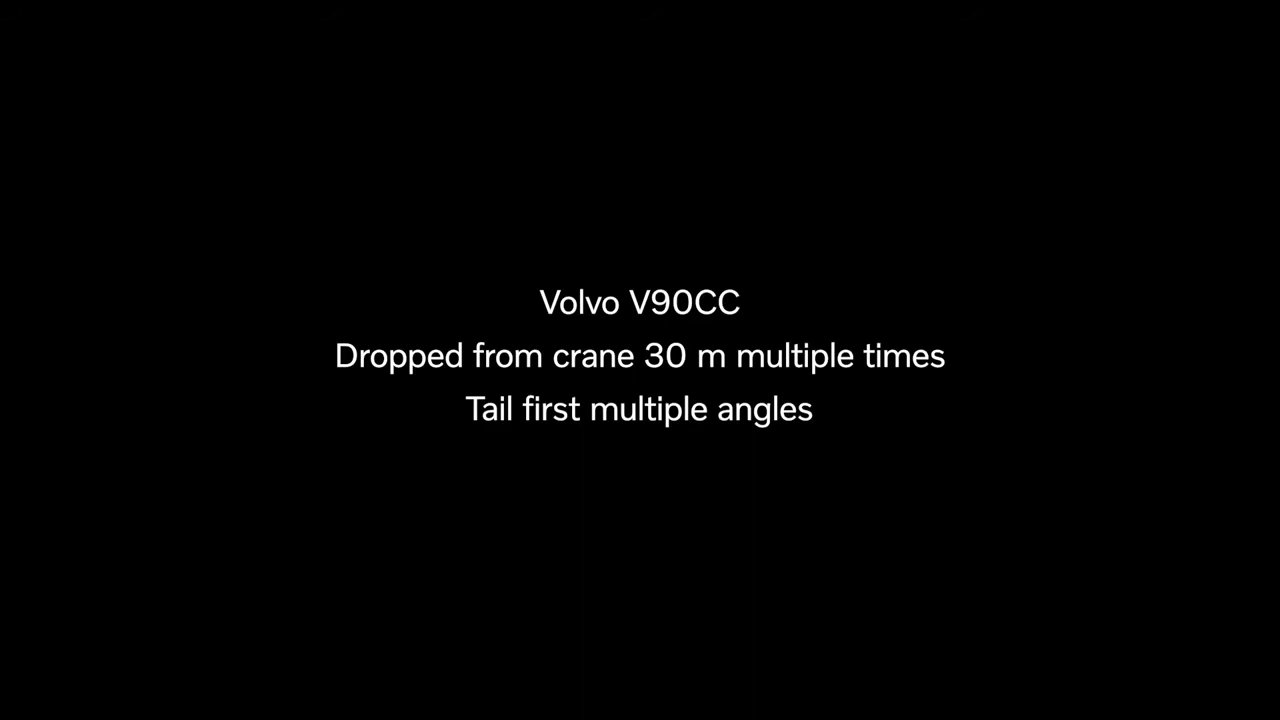 Volvo V90CC
Dropped from crane 30 m multiple times
Tail first multiple angles